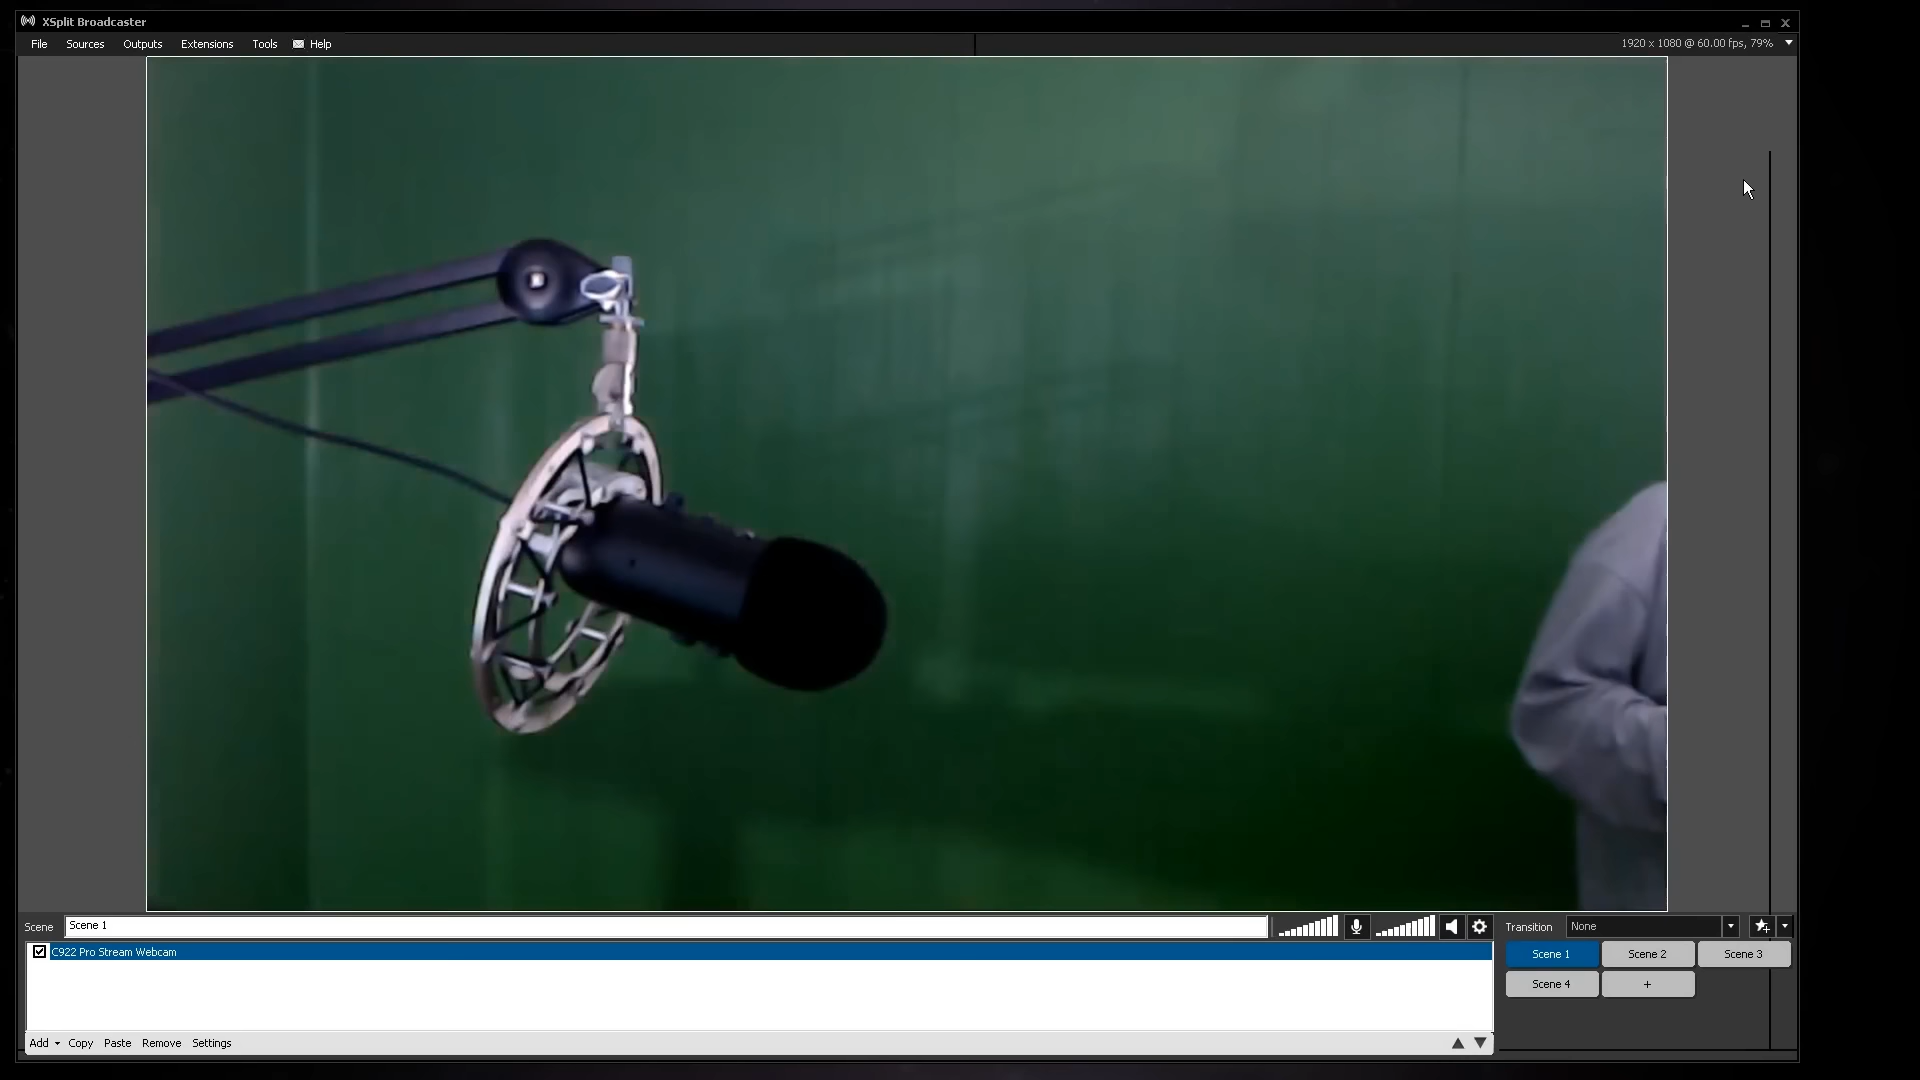 XSplit Broadcaster
File Sources Outputs Extensions Tools Help
1920 x 1080 @ 60.00 fps, 79%
Scene Scene 1
Transition None
C922 Pro Stream Webcam
Scene 1 Scene 2 Scene 3
Scene 4 +
Add Copy Paste Remove Settings